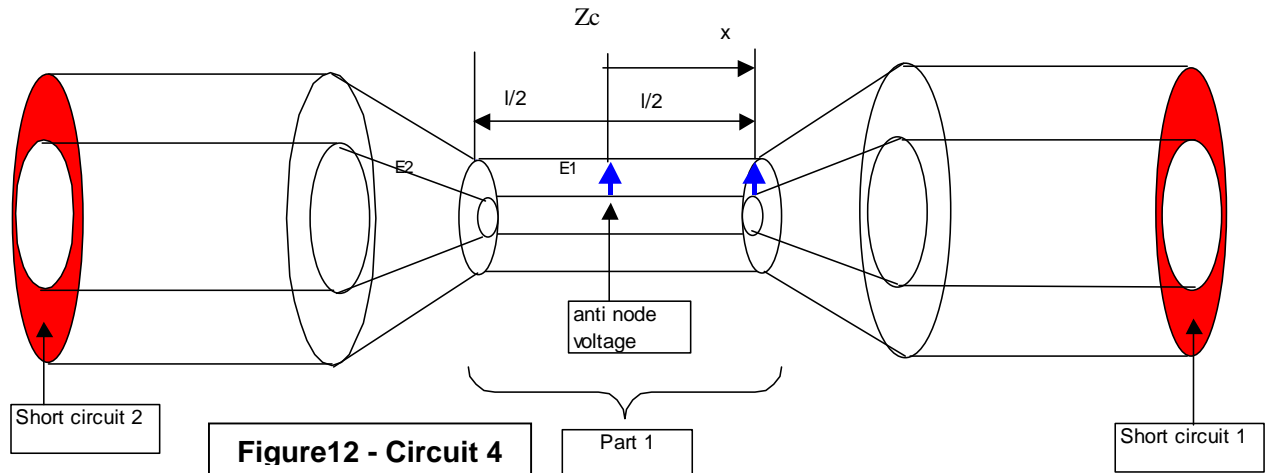 Zc
x
l/2
l/2
E2
E1
anti node
voltage
Short circuit 2
Figure12 - Circuit 4
Part 1
Short circuit 1